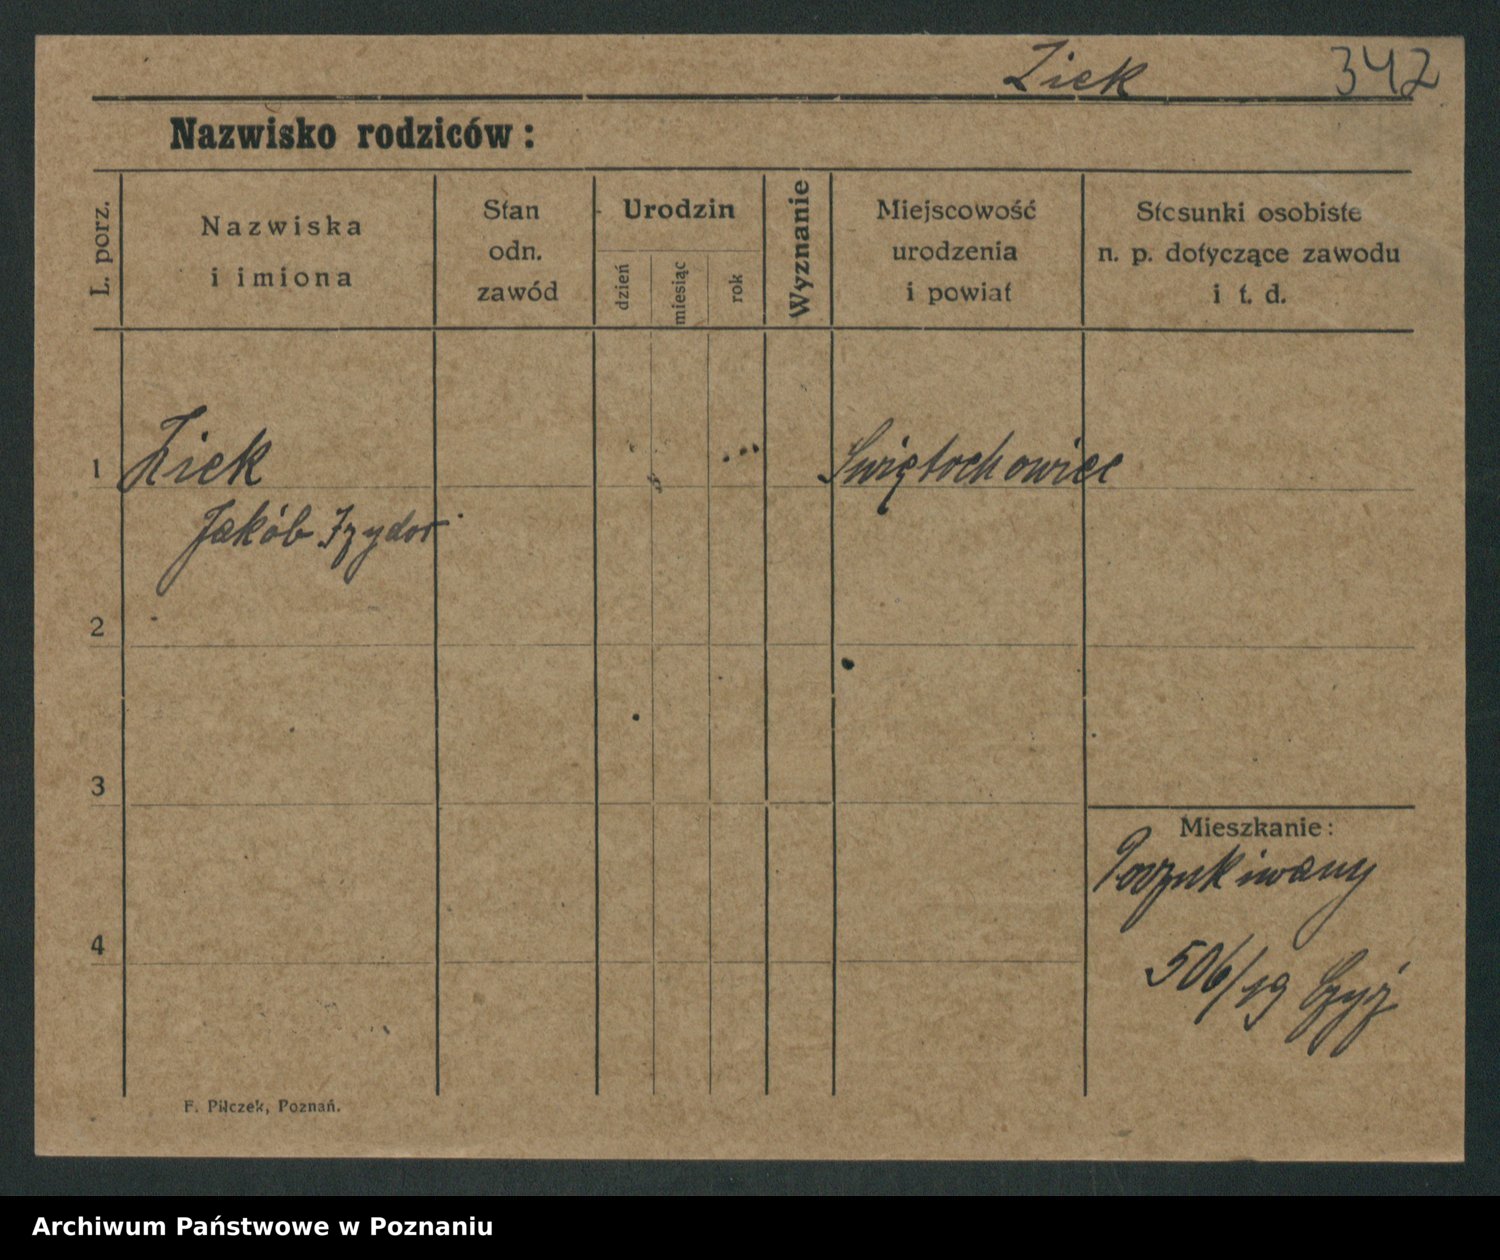 Ziek 342
Nazwisko rodziców:
L. porz.
Nazwiska
i imiona
Stan
odn.
zawód
Urodzin
dzień
miesiąc
rok
Wyznanie
Miejscowość
urodzenia
i powiat
Stosunki osobiste
n. p. dotyczące zawodu
i t. d.
1 Ziek Świętochowiec
Jakób Izydor
2
3
4
Mieszkanie:
Poszukiwany
506/19
F. Pilczek, Poznań.
Archiwum Państwowe w Poznaniu